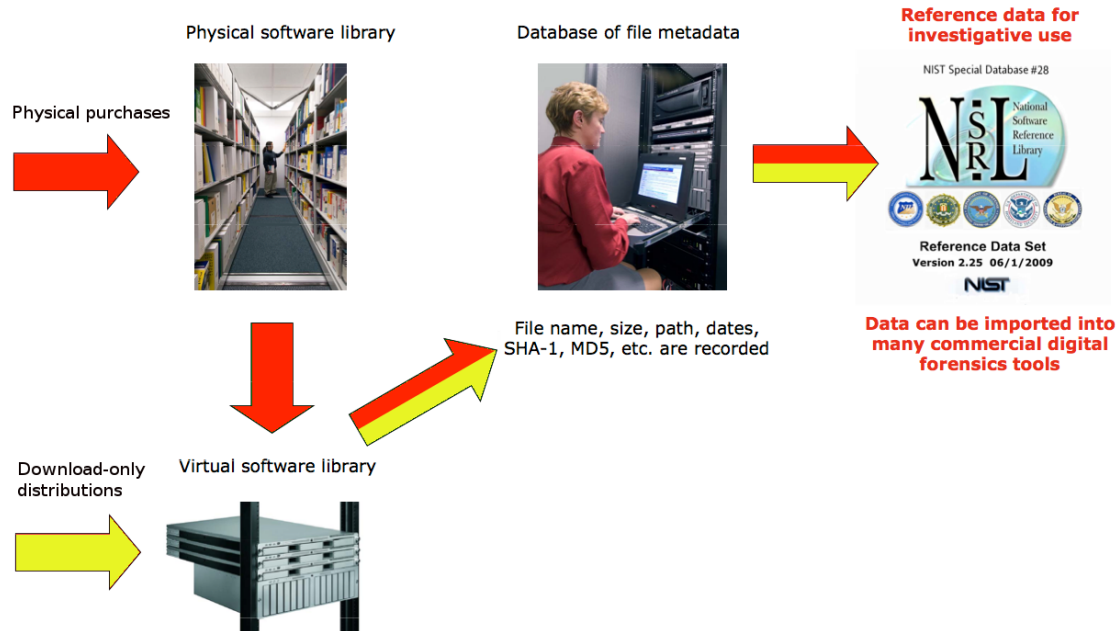 Physical software library
Database of file metadata
Reference data for
investigative use
Physical purchases
NIST Special Database #28
NSRL
National
Software
Reference
Library
Reference Data Set
Version 2.25 06/1/2009
NIST
File name, size, path, dates,
SHA-1, MD5, etc. are recorded
Data can be imported into
many commercial digital
forensics tools
Download-only
distributions
Virtual software library